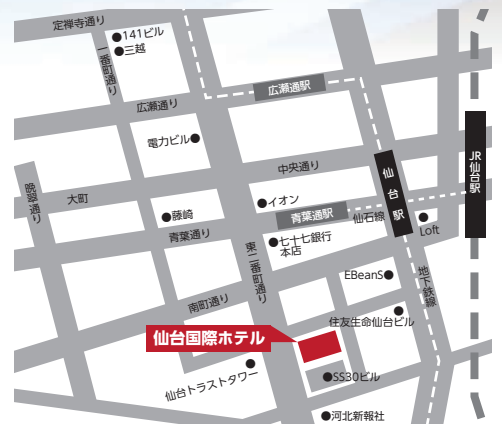 定禅寺通り
●141ビル
●三越
一番町通り
広瀬通駅
広瀬通り
電力ビル●
中央通り
仙台駅
JR仙台駅
晩翠通り
大町
●イオン
●藤崎
青葉通駅
仙石線
Loft
青葉通り
●七十七銀行
本店
東二番町通り
EBeanS●
地下鉄線
南町通り
住友生命仙台ビル
仙台国際ホテル
仙台トラストタワー
●SS30ビル
●河北新報社